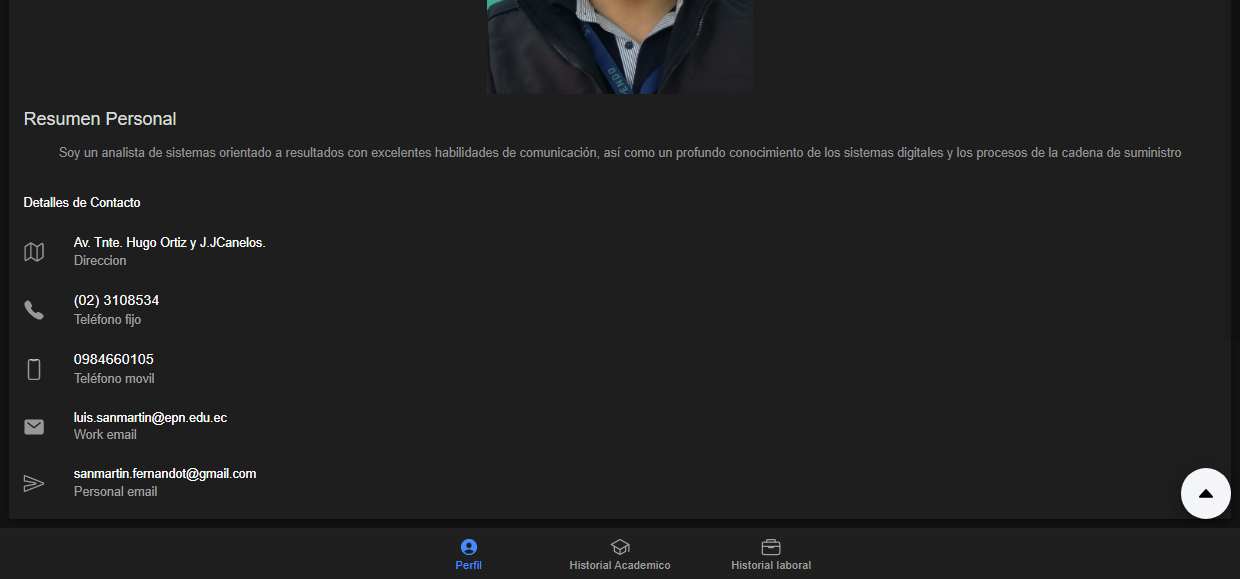 ENDO
Resumen Personal
Soy un analista de sistemas orientado a resultados con excelentes habilidades de comunicación, así como un profundo conocimiento de los sistemas digitales y los procesos de la cadena de suministro
Detalles de Contacto
Av. Tnte. Hugo Ortiz y J.JCanelos.
Direccion
(02) 3108534
Teléfono fijo
0984660105
Teléfono movil
luis.sanmartin@epn.edu.ec
Work email
sanmartin.fernandot@gmail.com
Personal email
Perfil
Historial Academico
Historial laboral